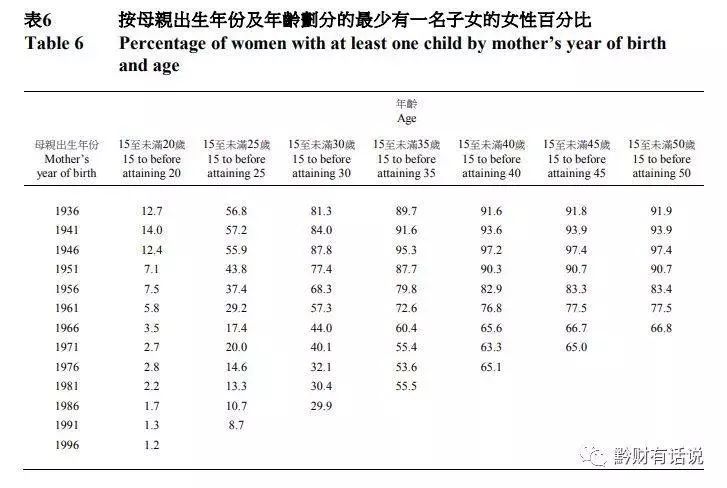 表6 按母親出生年份及年齡劃分的最少有一名子女的女性百分比
Table 6 Percentage of women with at least one child by mother's year of birth
and age
年齡
Age
母親出生年份 15至未滿20歲 15至未滿25歲 15至未滿30歲 15至未滿35歲 15至未滿40歲 15至未滿45歲 15至未滿50歲
Mother's 15 to before 15 to before 15 to before 15 to before 15 to before 15 to before 15 to before
year of birth attaining 20 attaining 25 attaining 30 attaining 35 attaining 40 attaining 45 attaining 50
1936 12.7 56.8 81.3 89.7 91.6 91.8 91.9
1941 14.0 57.2 84.0 91.6 93.6 93.9 93.9
1946 12.4 55.9 87.8 95.3 97.2 97.4 97.4
1951 7.1 43.8 77.4 87.7 90.3 90.7 90.7
1956 7.5 37.4 68.3 79.8 82.9 83.3 83.4
1961 5.8 29.2 57.3 72.6 76.8 77.5 77.5
1966 3.5 17.4 44.0 60.4 65.6 66.7 66.8
1971 2.7 20.0 40.1 55.4 63.3 65.0
1976 2.8 14.6 32.1 53.6 65.1
1981 2.2 13.3 30.4 55.5
1986 1.7 10.7 29.9
1991 1.3 8.7
1996 1.2
黔财有话说